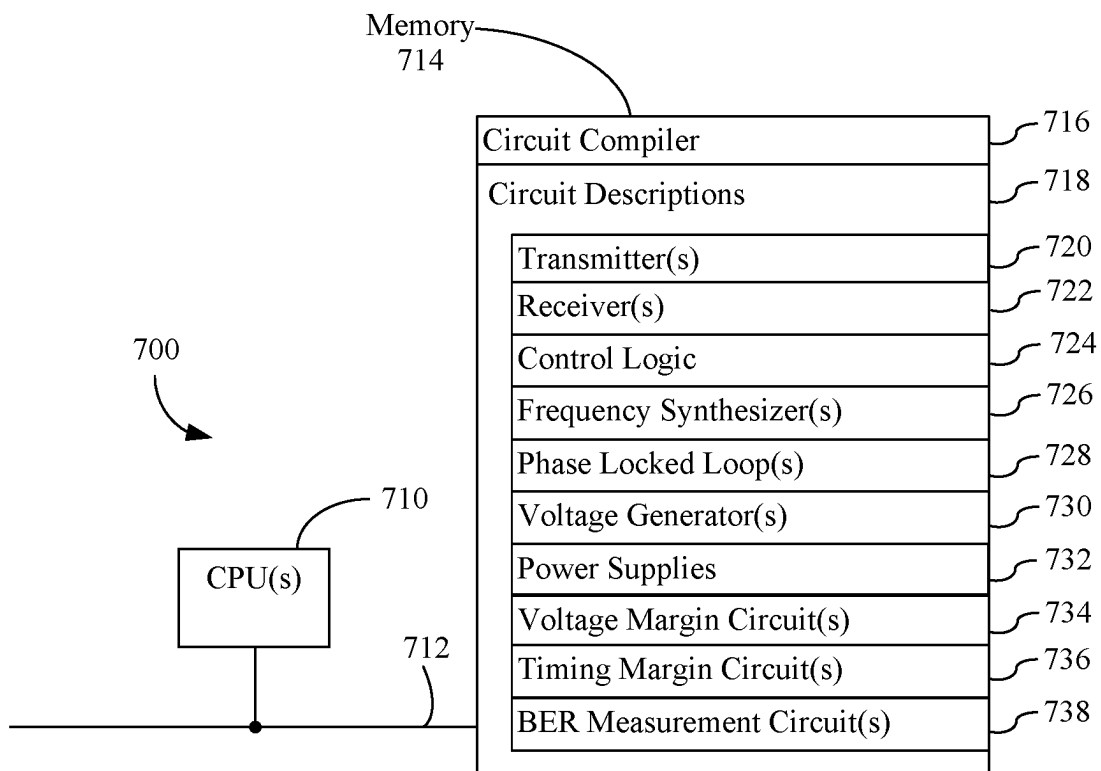 Memory
714
Circuit Compiler
716
Circuit Descriptions
718
Transmitter(s)
720
Receiver(s)
722
Control Logic
724
Frequency Synthesizer(s)
726
Phase Locked Loop(s)
728
Voltage Generator(s)
730
Power Supplies
732
Voltage Margin Circuit(s)
734
Timing Margin Circuit(s)
736
BER Measurement Circuit(s)
738
700
710
CPU(s)
712